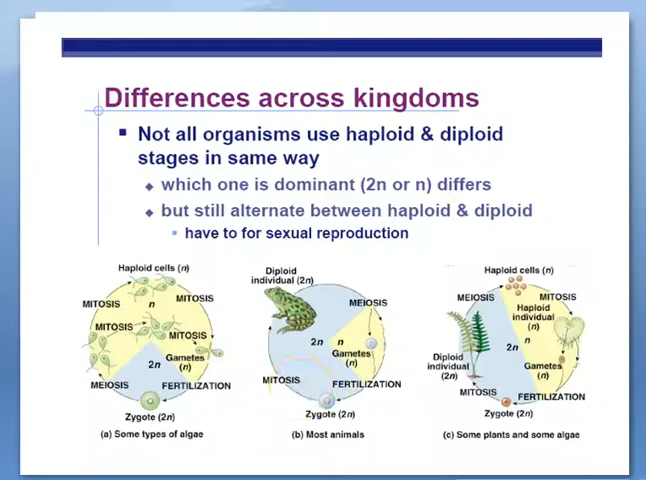 Differences across kingdoms
Not all organisms use haploid & diploid
stages in same way
which one is dominant (2n or n) differs
but still alternate between haploid & diploid
have to for sexual reproduction
Haploid cells (n)
MITOSIS
n
MITOSIS
MITOSIS
MITOSIS
2n
Gametes
(n)
MEIOSIS
FERTILIZATION
Zygote (2n)
(a) Some types of algae
Diploid
individual (2n)
MEIOSIS
2n
n
Gametes
(n)
MITOSIS
FERTILIZATION
Zygote (2n)
(b) Most animals
Haploid cells (n)
MEIOSIS
MITOSIS
Haploid
individual
(n)
n
2n
Diploid
individual
(2n)
Gametes
(n)
MITOSIS
FERTILIZATION
Zygote (2n)
(c) Some plants and some algae